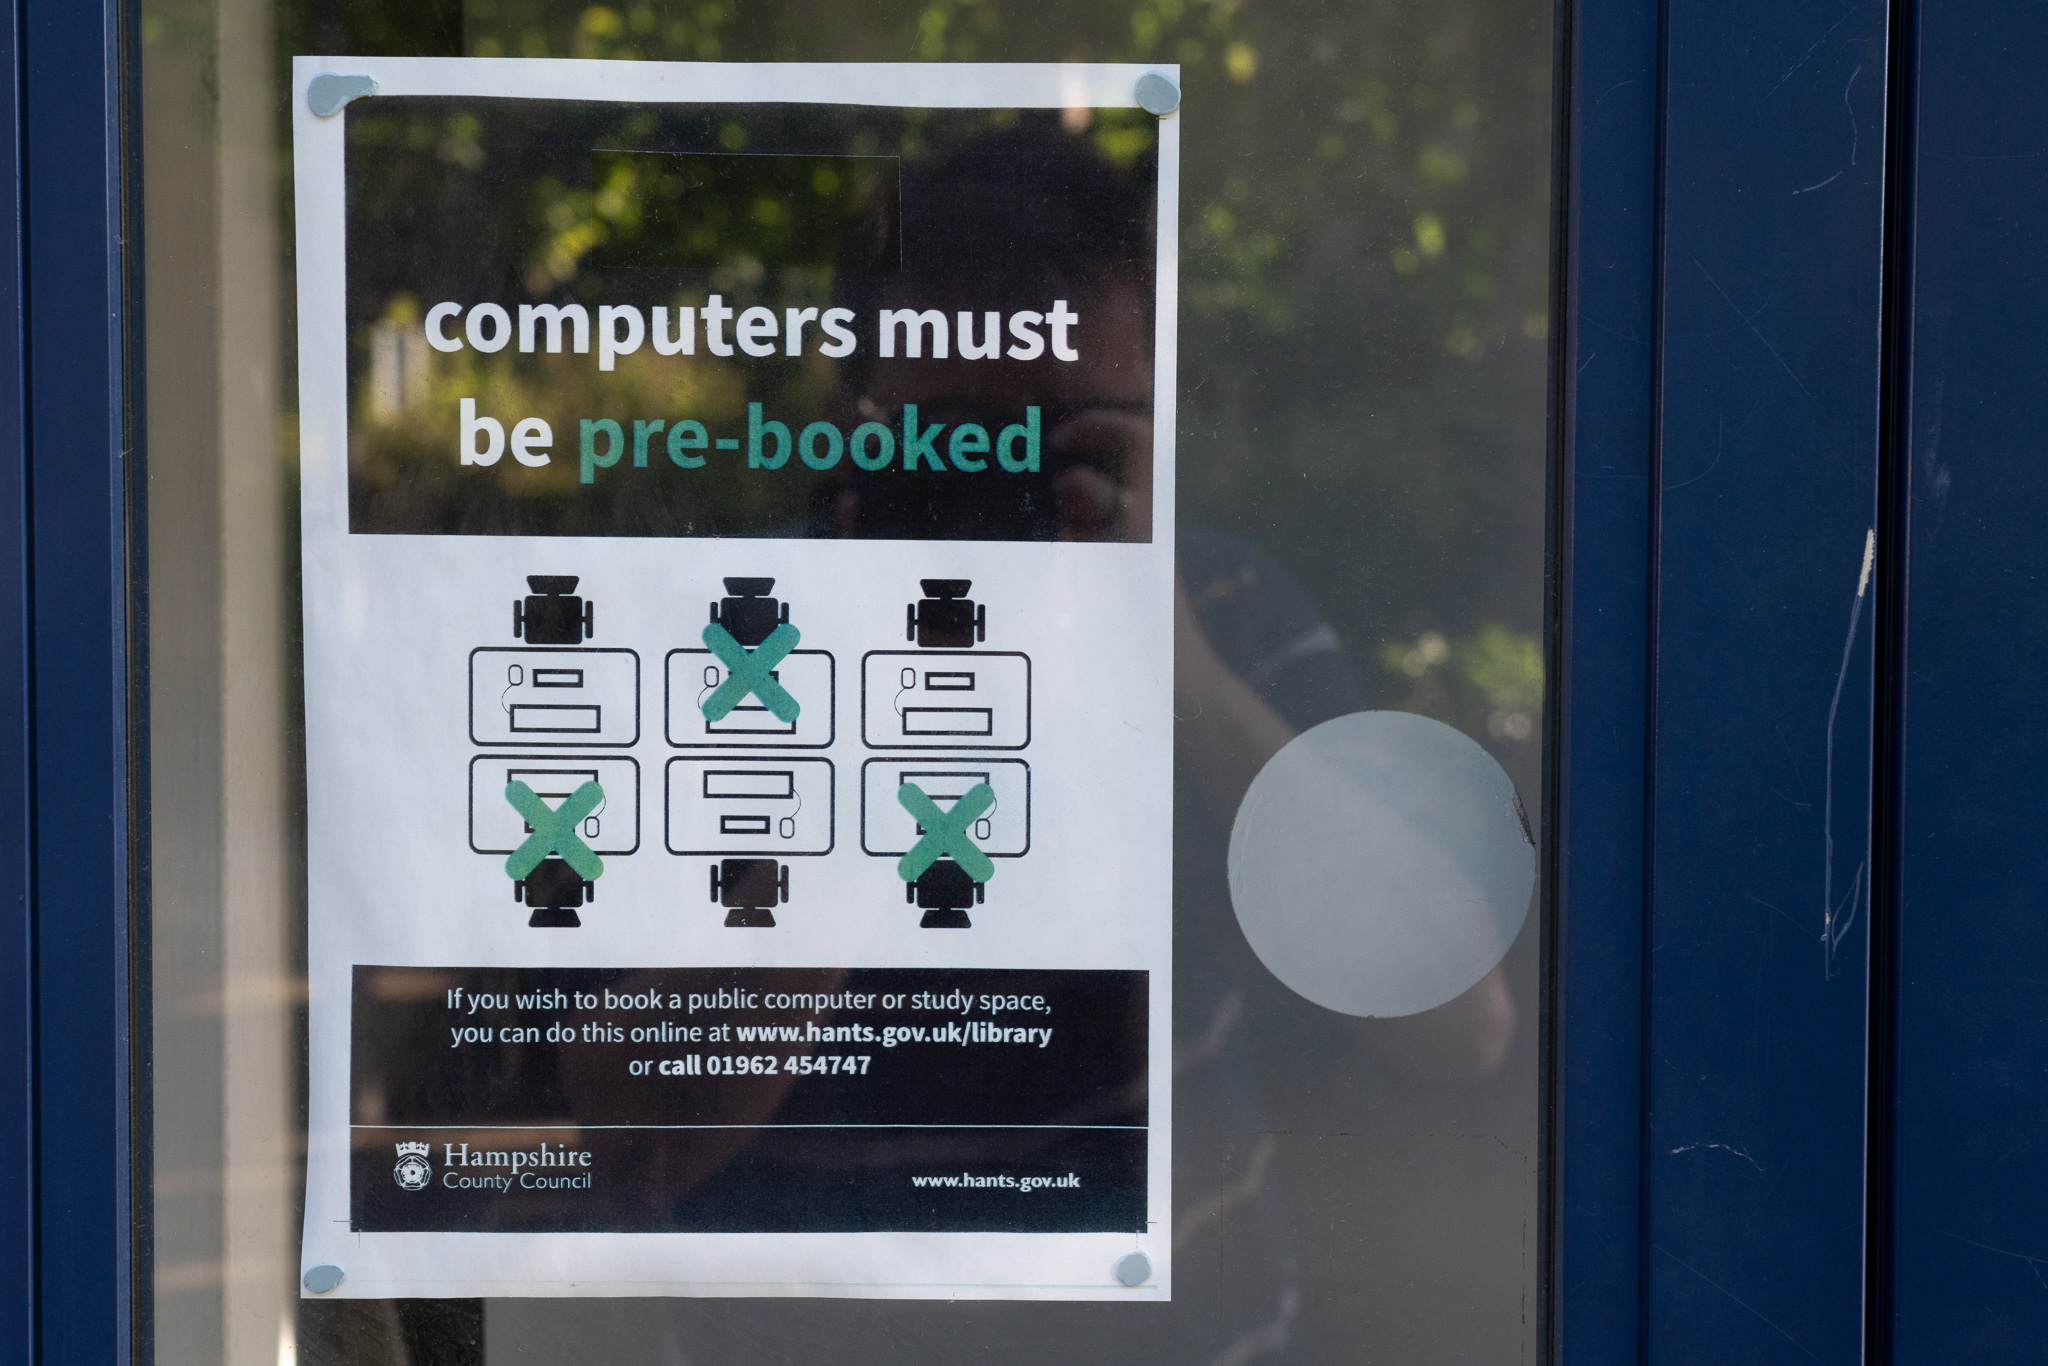 computers must
be pre-booked
If you wish to book a public computer or study space,
you can do this online at www.hants.gov.uk/library
or call 01962 454747
Hampshire
County Council
www.hants.gov.uk